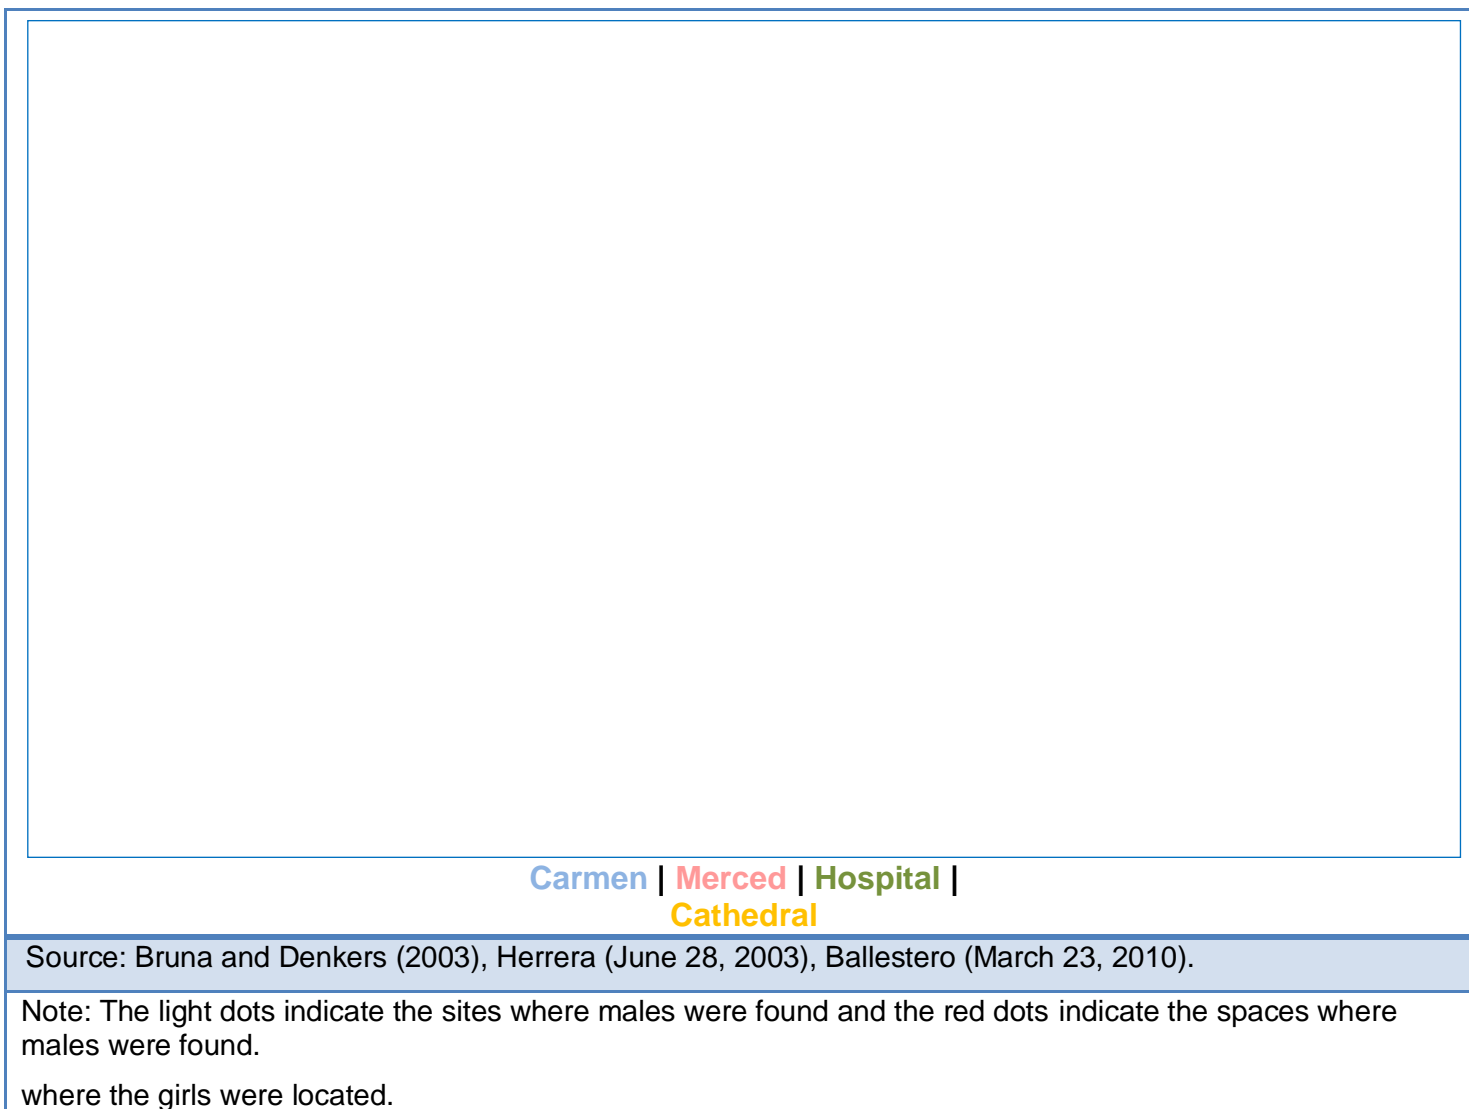 Carmen | Merced | Hospital |
Cathedral
Source: Bruna and Denkers (2003), Herrera (June 28, 2003), Ballestero (March 23, 2010).
Note: The light dots indicate the sites where males were found and the red dots indicate the spaces where
males were found.
where the girls were located.